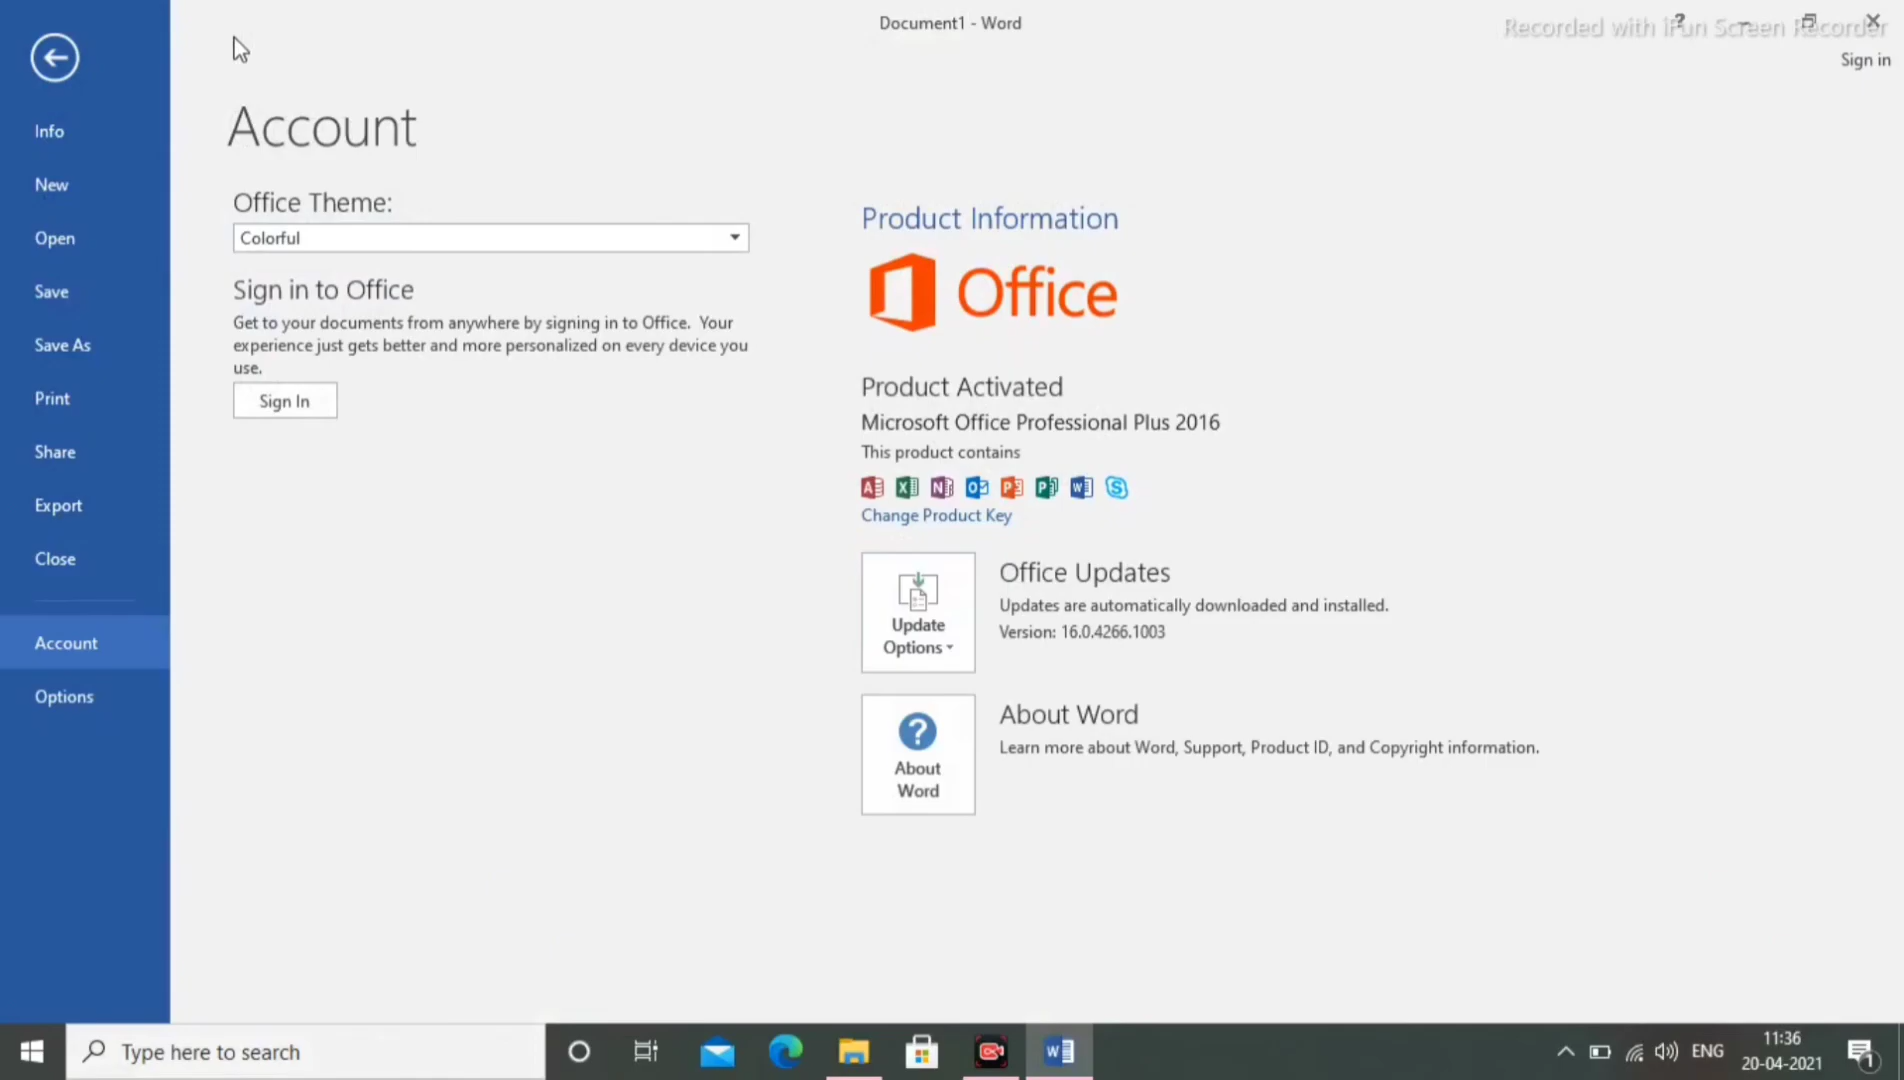 Document1 - Word
Recorded with iFun Screen Recorder
Sign in
Info
New
Open
Save
Save As
Print
Share
Export
Close
Account
Options
Account
Office Theme:
Colorful
Sign in to Office
Get to your documents from anywhere by signing in to Office. Your
experience just gets better and more personalized on every device you
use.
Sign In
Product Information
Office
Product Activated
Microsoft Office Professional Plus 2016
This product contains
Change Product Key
Update
Options
Office Updates
Updates are automatically downloaded and installed.
Version: 16.0.4266.1003
About
Word
About Word
Learn more about Word, Support, Product ID, and Copyright information.
Type here to search
ENG
11:36
20-04-2021
1